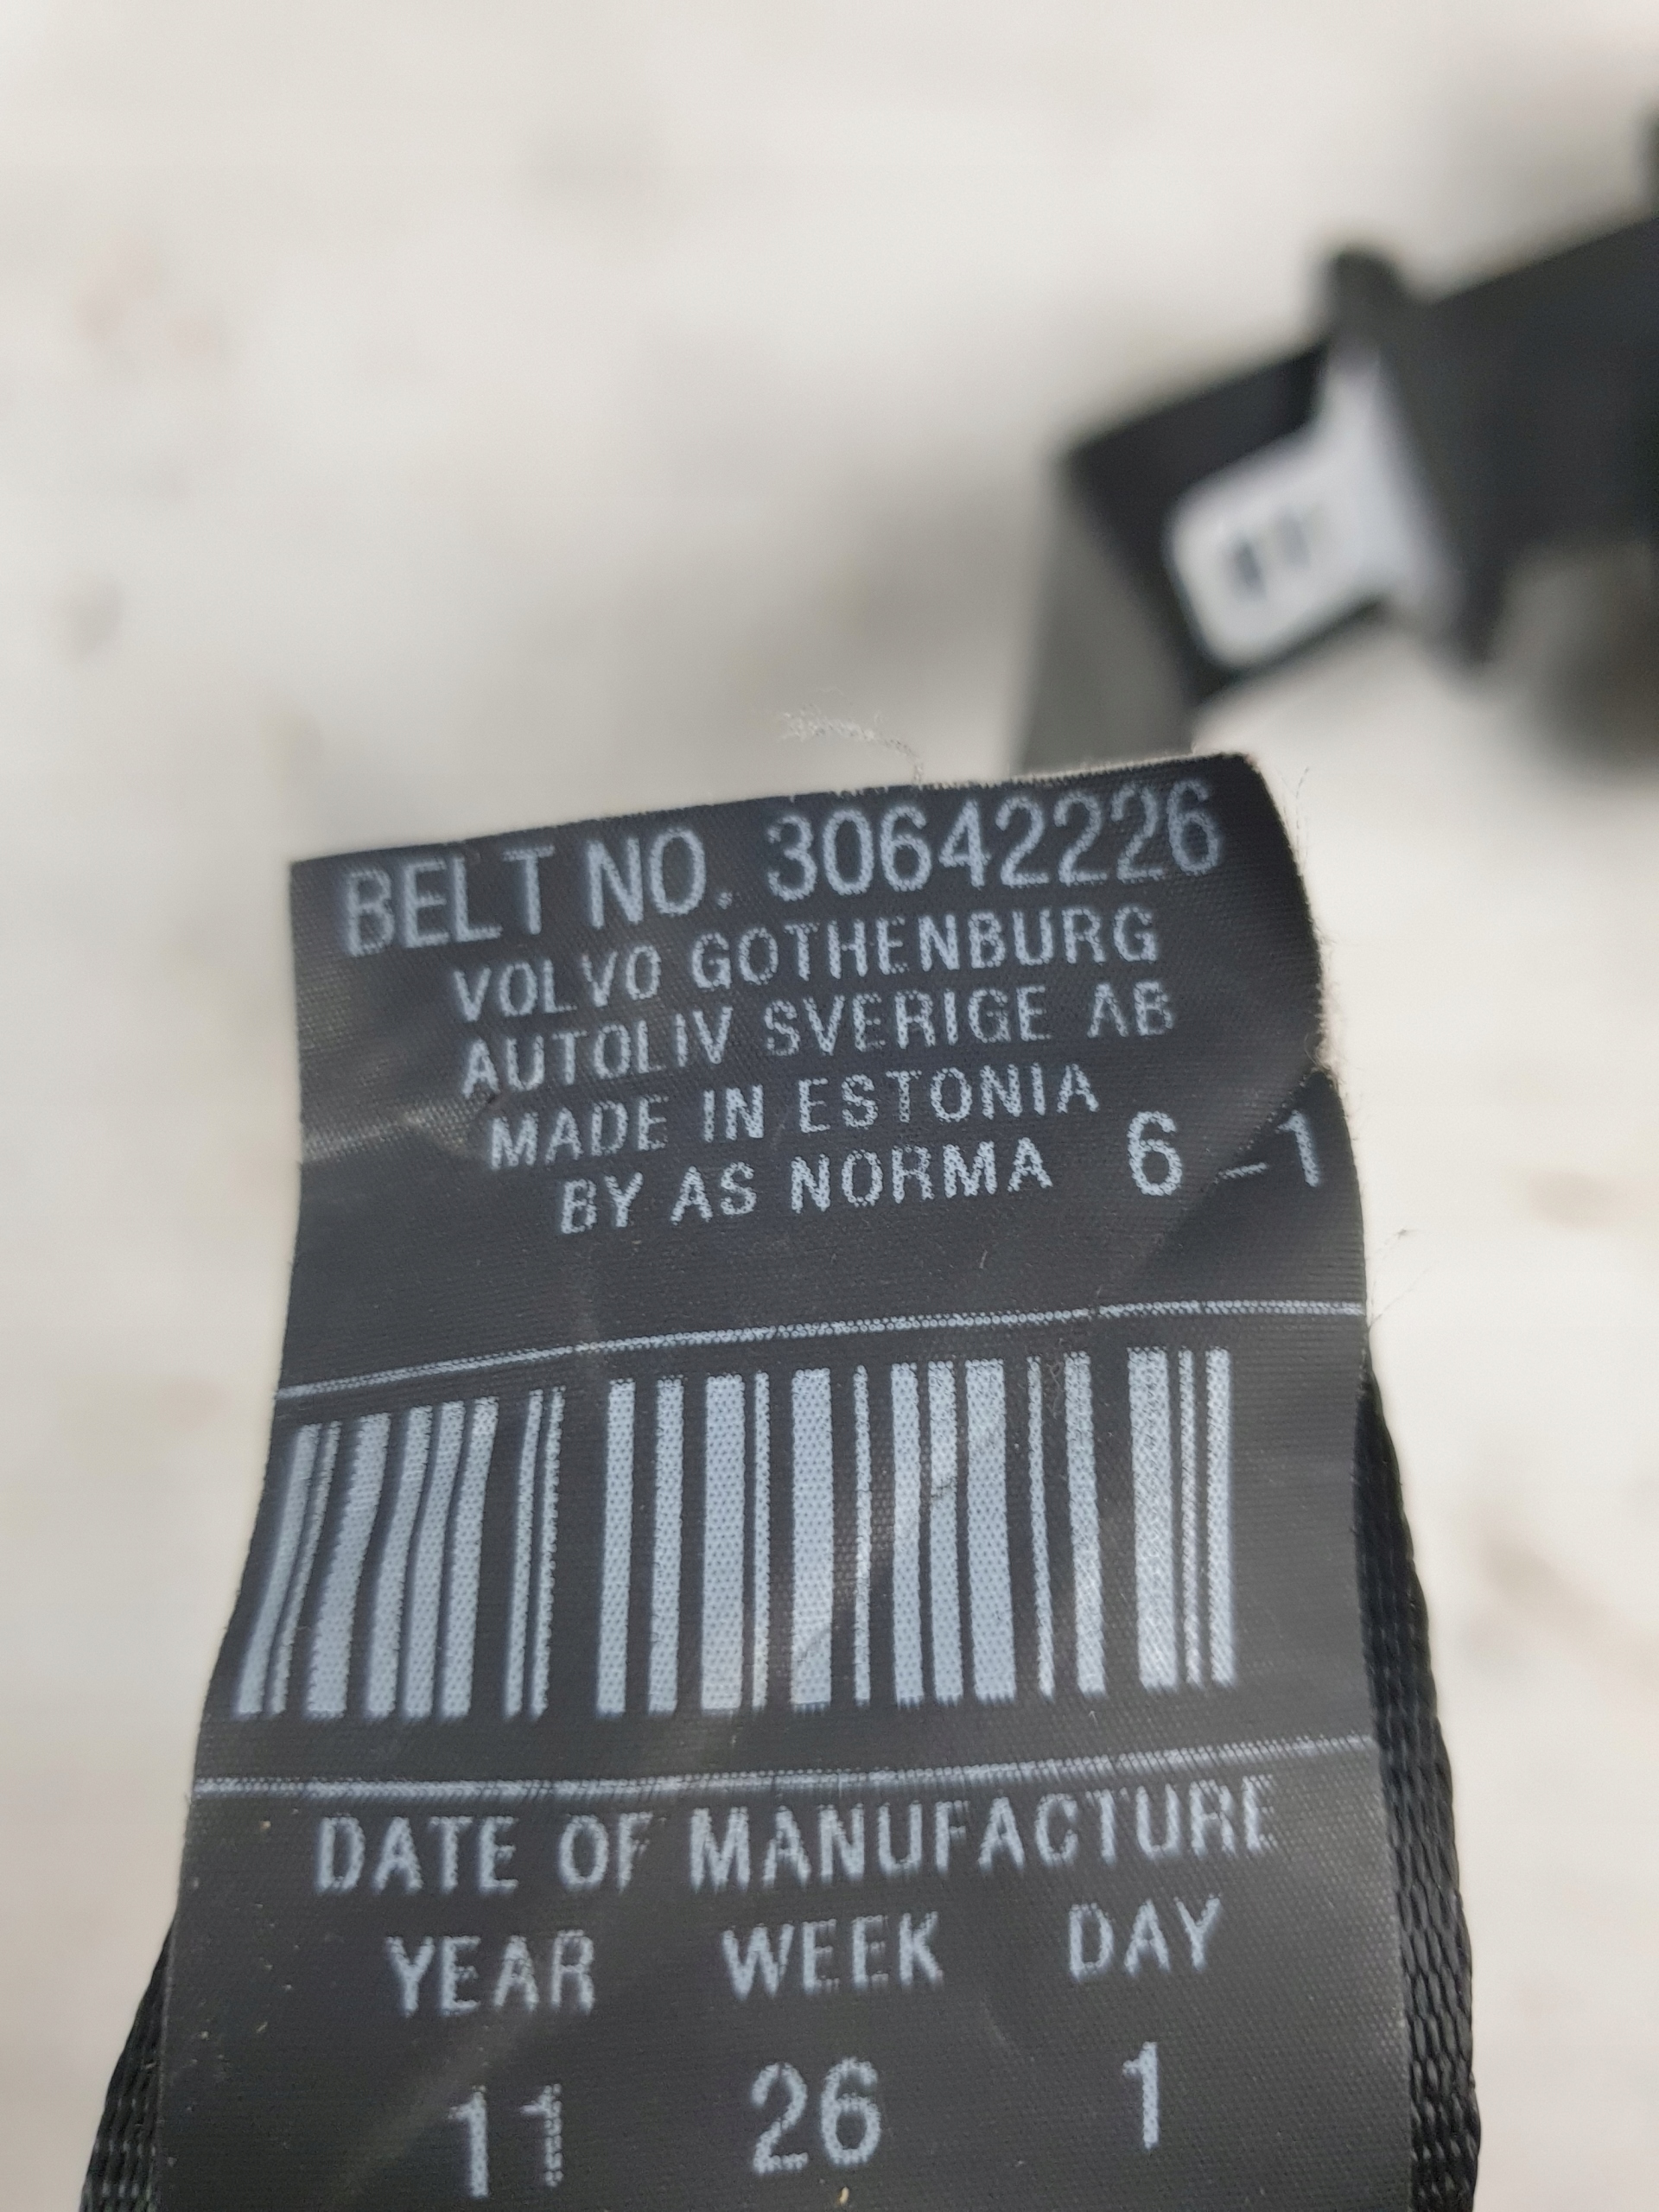 BELT NO. 30642226
VOLVO GOTHENBURG
AUTOLIV SVERIGE AB
MADE IN ESTONIA
BY AS NORMA 6-1
DATE OF MANUFACTURE
YEAR WEEK DAY
11 26 1